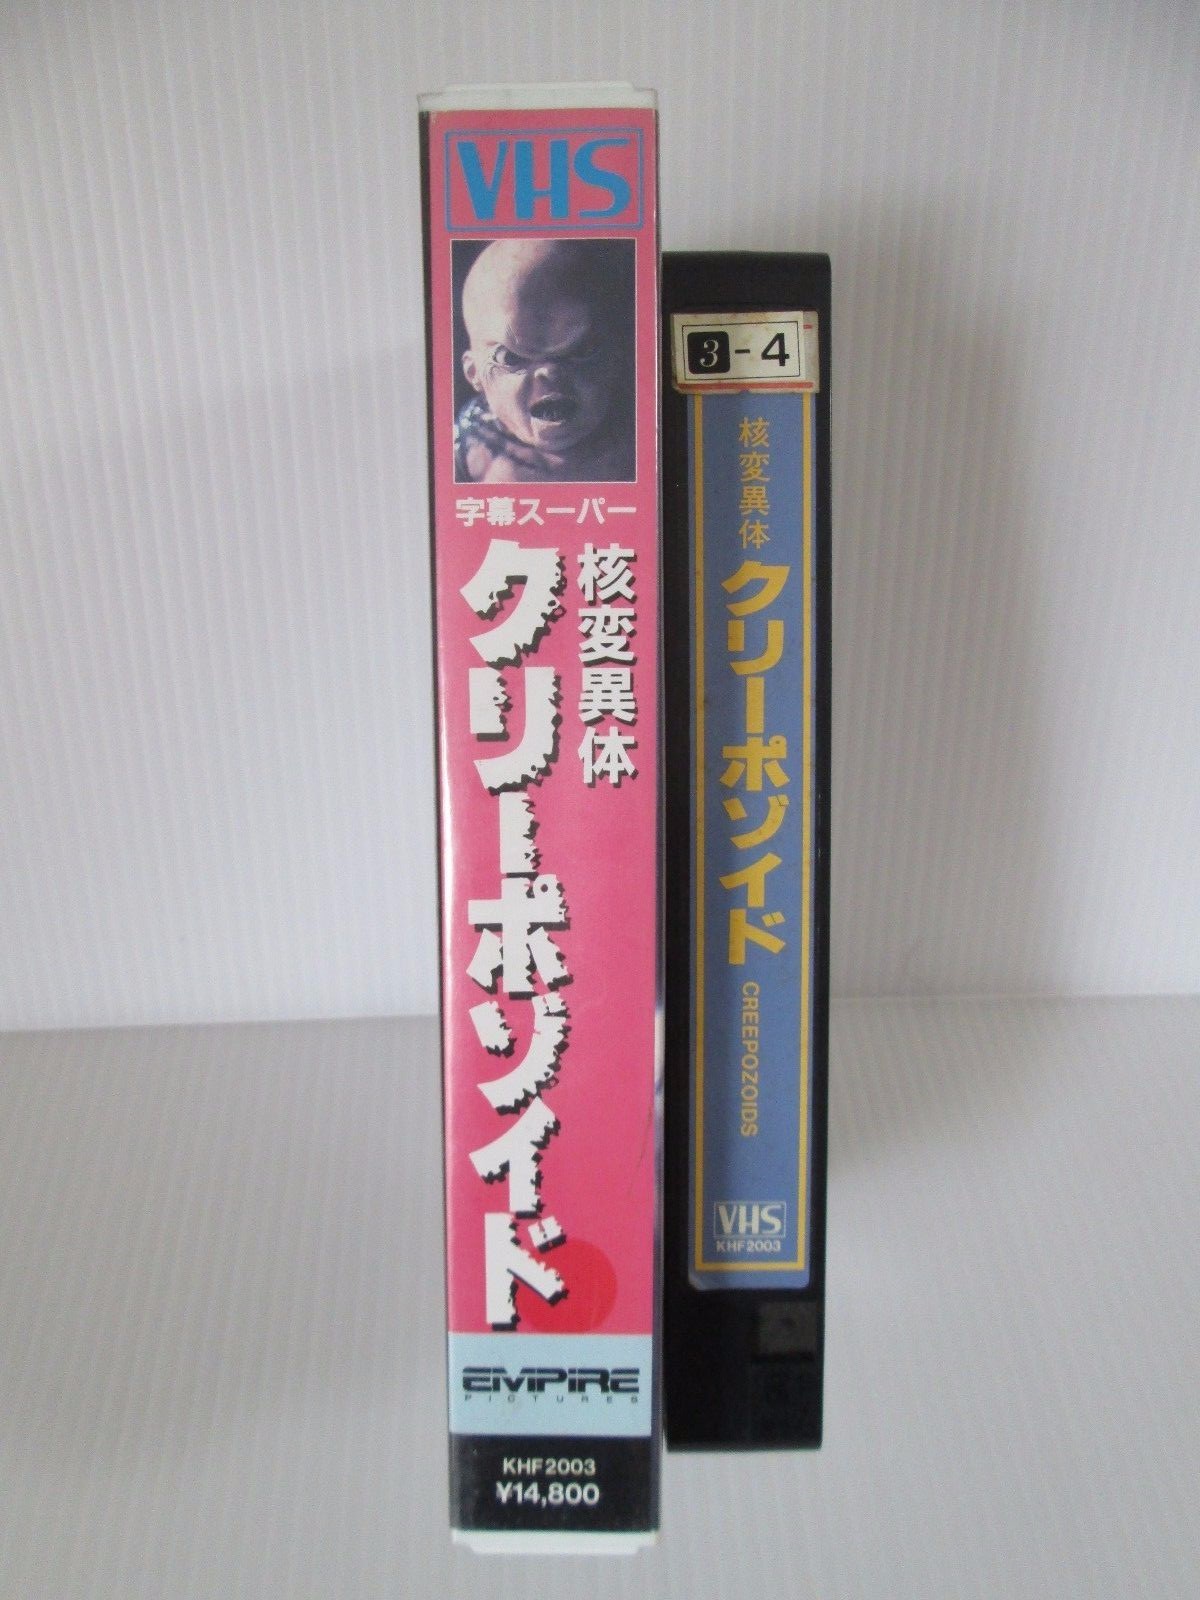 VHS
字幕スーパー
核変異体
クリーポゾイド
EMPIRE
PICTURES
KHF2003
¥14,800
3-4
核変異体
クリーポゾイド
CREEPOZOIDS
VHS
KHF2003